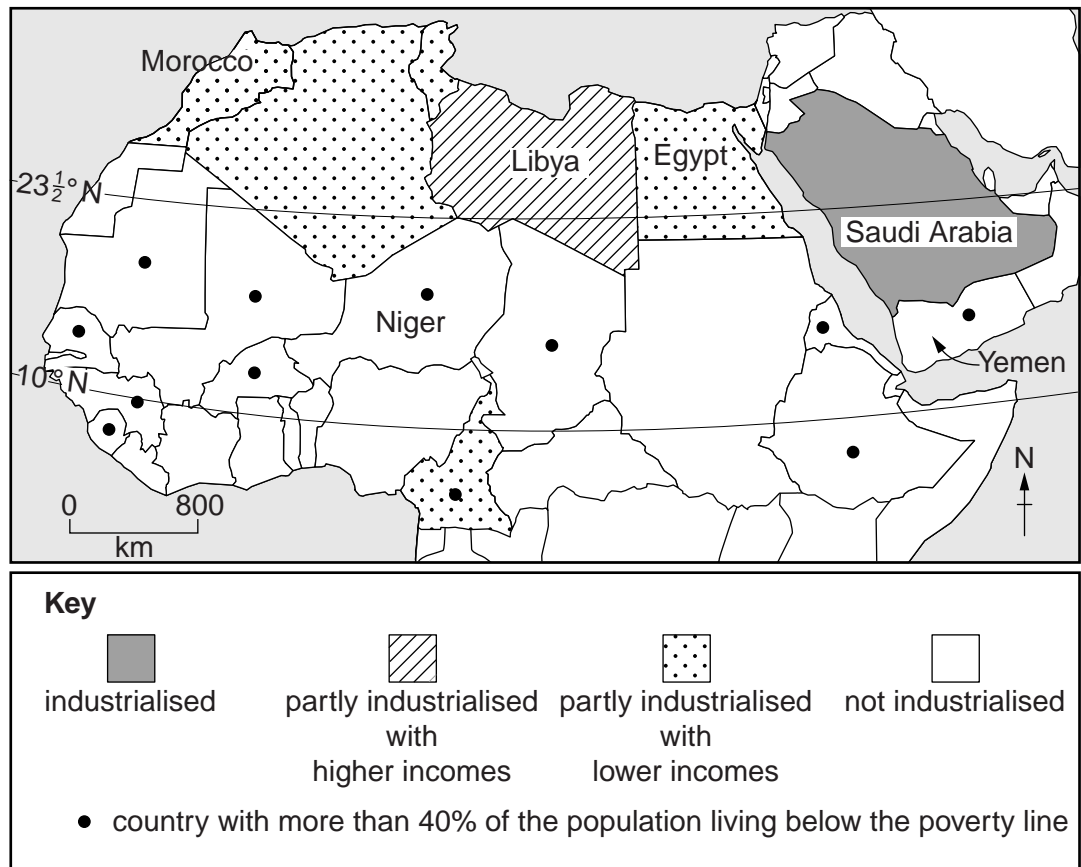 Morocco
Libya
Egypt
23 1/2° N
Saudi Arabia
Niger
Yemen
10° N
N
0 800
km
Key
industrialised
partly industrialised
with
higher incomes
partly industrialised
with
lower incomes
not industrialised
● country with more than 40% of the population living below the poverty line